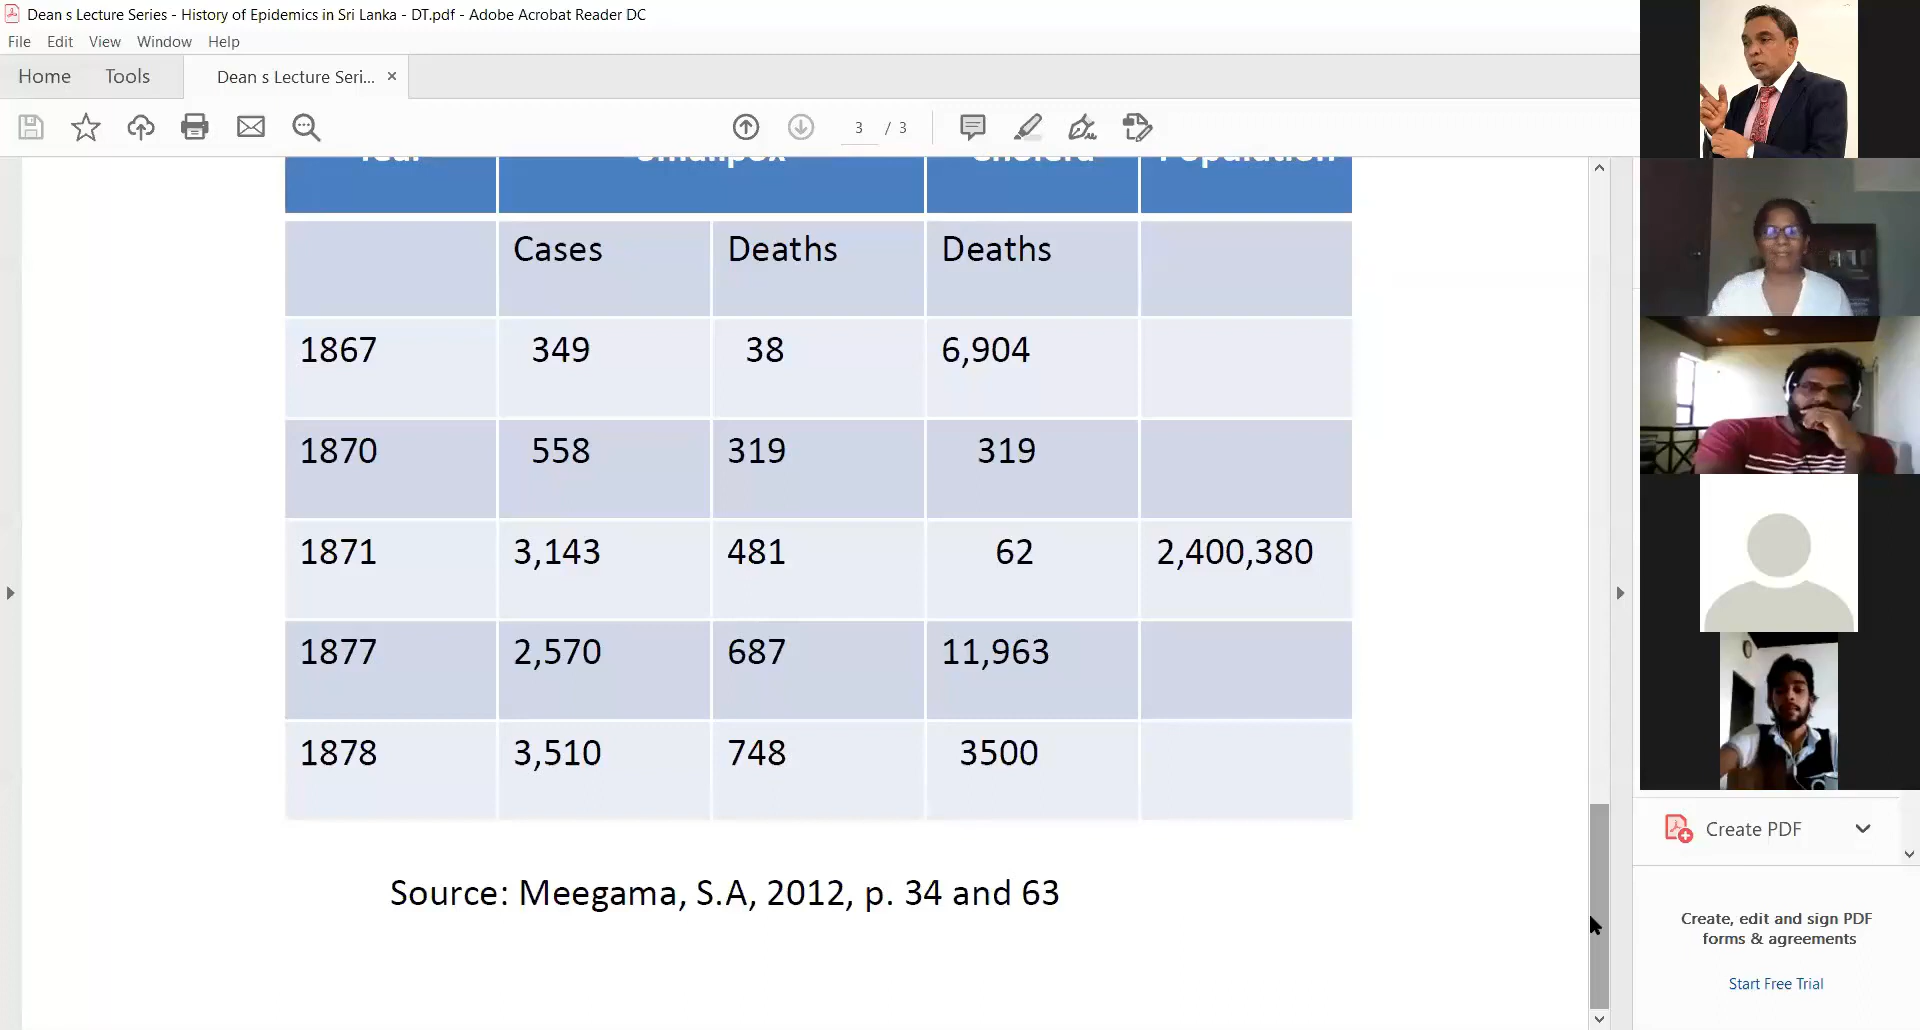 Dean s Lecture Series - History of Epidemics in Sri Lanka - DT.pdf - Adobe Acrobat Reader DC
File Edit View Window Help
Home Tools Dean s Lecture Seri... ×
3 / 3
Year Smallpox Cholera Population
Cases Deaths Deaths
1867 349 38 6,904
1870 558 319 319
1871 3,143 481 62 2,400,380
1877 2,570 687 11,963
1878 3,510 748 3500
Source: Meegama, S.A, 2012, p. 34 and 63
Create PDF
Create, edit and sign PDF
forms & agreements
Start Free Trial